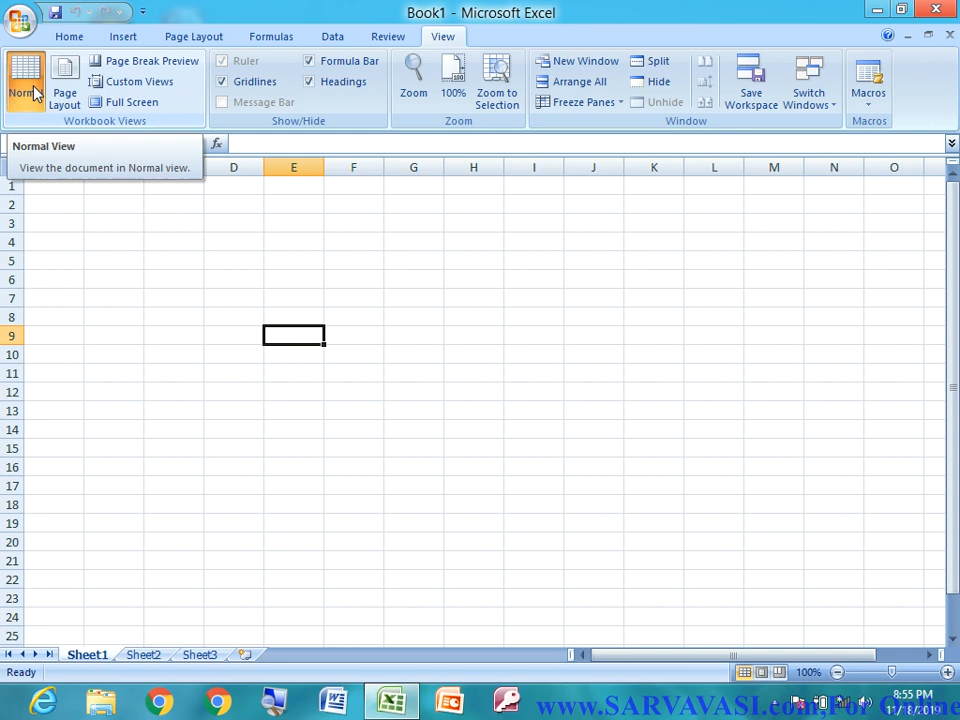 Book1 - Microsoft Excel
Home Insert Page Layout Formulas Data Review View
Normal
Page Layout
Page Break Preview
Custom Views
Full Screen
Workbook Views
Ruler
Gridlines
Message Bar
Formula Bar
Headings
Show/Hide
Zoom
100%
Zoom to Selection
Zoom
New Window
Arrange All
Freeze Panes
Split
Hide
Unhide
Save Workspace
Switch Windows
Window
Macros
Macros
fx
Normal View
View the document in Normal view.
D E F G H I J K L M N O
1
2
3
4
5
6
7
8
9
10
11
12
13
14
15
16
17
18
19
20
21
22
23
24
25
Sheet1 Sheet2 Sheet3
Ready
100%
8:55 PM
www.SARVAVASI.com,For Online